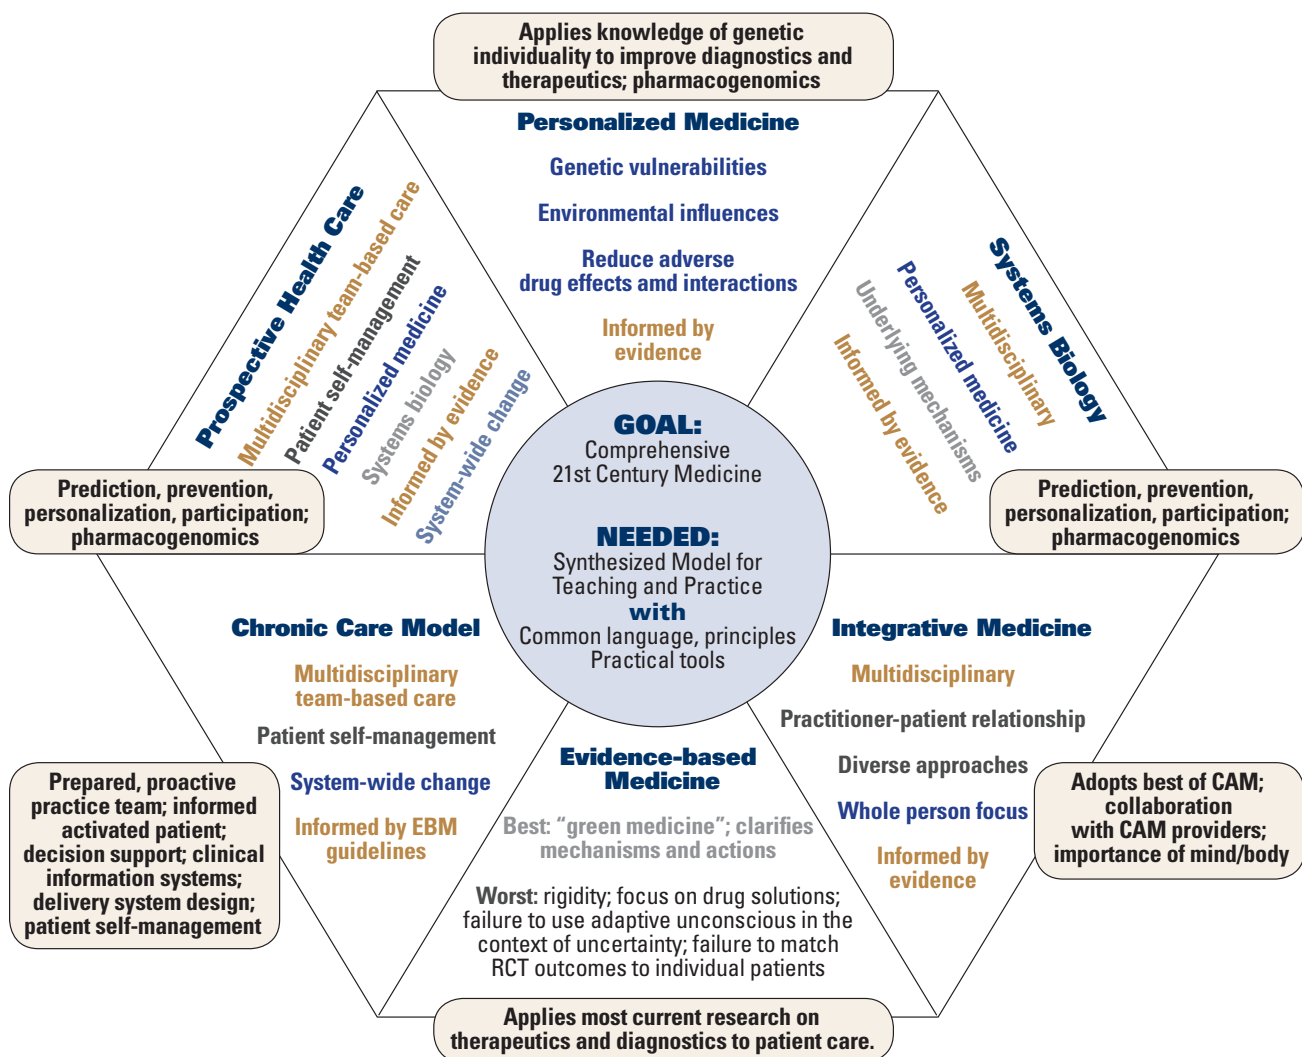 Applies knowledge of genetic
individuality to improve diagnostics and
therapeutics; pharmacogenomics
Personalized Medicine
Genetic vulnerabilities
Environmental influences
Reduce adverse
drug effects amd interactions
Informed by
evidence
Prospective Health Care
Multidisciplinary team-based care
Patient self-management
Personalized medicine
Systems biology
Informed by evidence
System-wide change
Prediction, prevention,
personalization, participation;
pharmacogenomics
Systems Biology
Multidisciplinary
Personalized medicine
Underlying mechanisms
Informed by evidence
Prediction, prevention,
personalization, participation;
pharmacogenomics
GOAL:
Comprehensive
21st Century Medicine
NEEDED:
Synthesized Model for
Teaching and Practice
with
Common language, principles
Practical tools
Chronic Care Model
Multidisciplinary
team-based care
Patient self-management
System-wide change
Informed by EBM
guidelines
Prepared, proactive
practice team; informed
activated patient;
decision support; clinical
information systems;
delivery system design;
patient self-management
Evidence-based
Medicine
Best: “green medicine”; clarifies
mechanisms and actions
Worst: rigidity; focus on drug solutions;
failure to use adaptive unconscious in the
context of uncertainty; failure to match
RCT outcomes to individual patients
Applies most current research on
therapeutics and diagnostics to patient care.
Integrative Medicine
Multidisciplinary
Practitioner-patient relationship
Diverse approaches
Whole person focus
Informed by
evidence
Adopts best of CAM;
collaboration
with CAM providers;
importance of mind/body